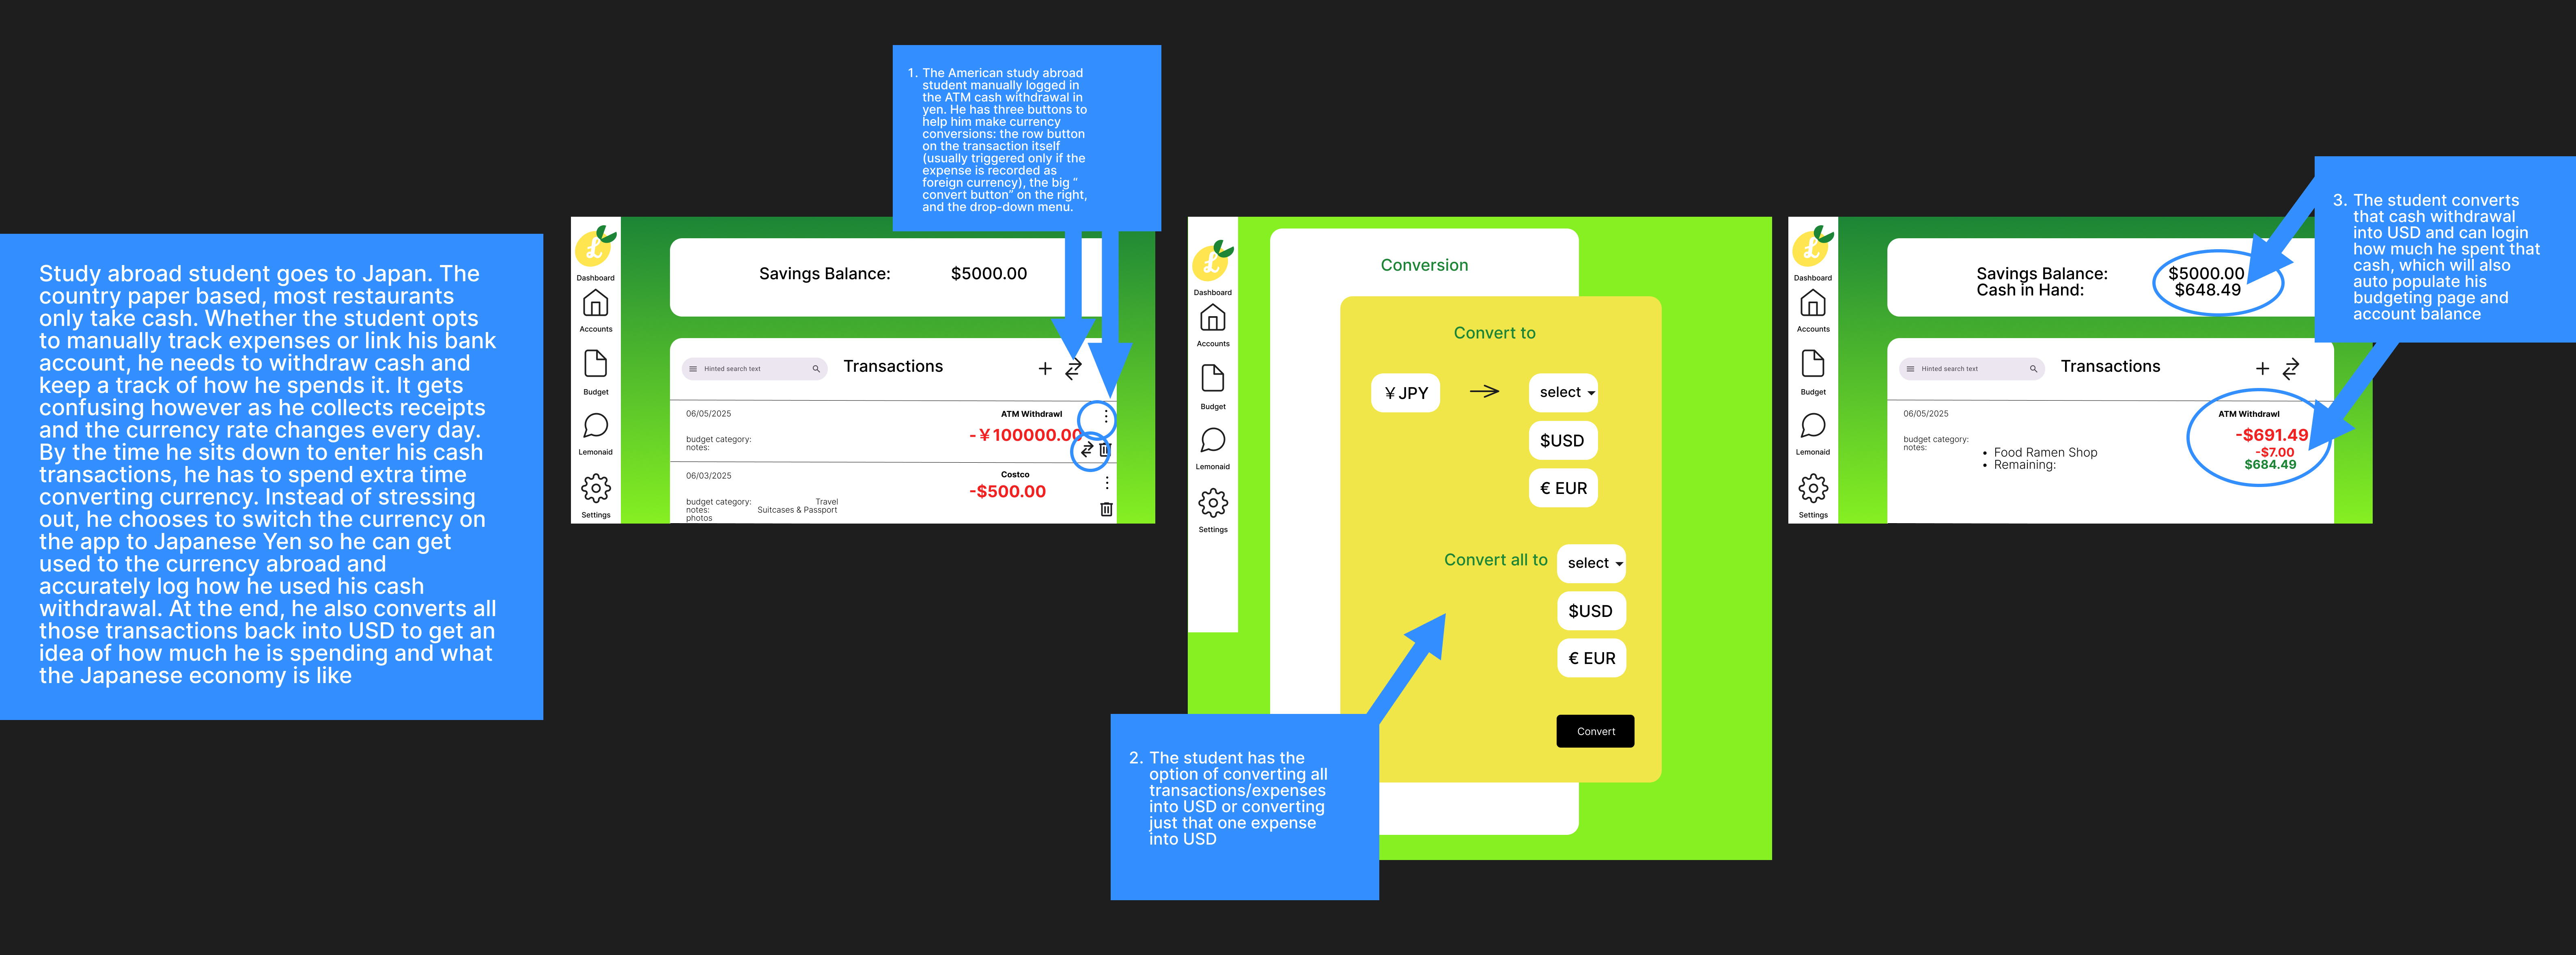 Study abroad student goes to Japan. The
country paper based, most restaurants
only take cash. Whether the student opts
to manually track expenses or link his bank
account, he needs to withdraw cash and
keep a track of how he spends it. It gets
confusing however as he collects receipts
and the currency rate changes every day.
By the time he sits down to enter his cash
transactions, he has to spend extra time
converting currency. Instead of stressing
out, he chooses to switch the currency on
the app to Japanese Yen so he can get
used to the currency abroad and
accurately log how he used his cash
withdrawal. At the end, he also converts all
those transactions back into USD to get an
idea of how much he is spending and what
the Japanese economy is like
1. The American study abroad
student manually logged in
the ATM cash withdrawal in
yen. He has three buttons to
help him make currency
conversions: the row button
on the transaction itself
(usually triggered only if the
expense is recorded as
foreign currency), the big “
convert button” on the right,
and the drop-down menu.
L
Dashboard
Accounts
Budget
Lemonaid
Settings
Savings Balance: $5000.00
Hinted search text
Transactions
06/05/2025
ATM Withdrawl
-¥100000.00
budget category:
notes:
06/03/2025
Costco
-$500.00
budget category: Travel
notes: Suitcases & Passport
photos
L
Dashboard
Accounts
Budget
Lemonaid
Settings
Conversion
Convert to
¥ JPY
select
$USD
€ EUR
Convert all to
select
$USD
€ EUR
Convert
2. The student has the
option of converting all
transactions/expenses
into USD or converting
just that one expense
into USD
L
Dashboard
Accounts
Budget
Lemonaid
Settings
Savings Balance: $5000.00
Cash in Hand: $648.49
Hinted search text
Transactions
06/05/2025
ATM Withdrawl
-$691.49
budget category:
notes:
• Food Ramen Shop -$7.00
• Remaining: $684.49
3. The student converts
that cash withdrawal
into USD and can login
how much he spent that
cash, which will also
auto populate his
budgeting page and
account balance